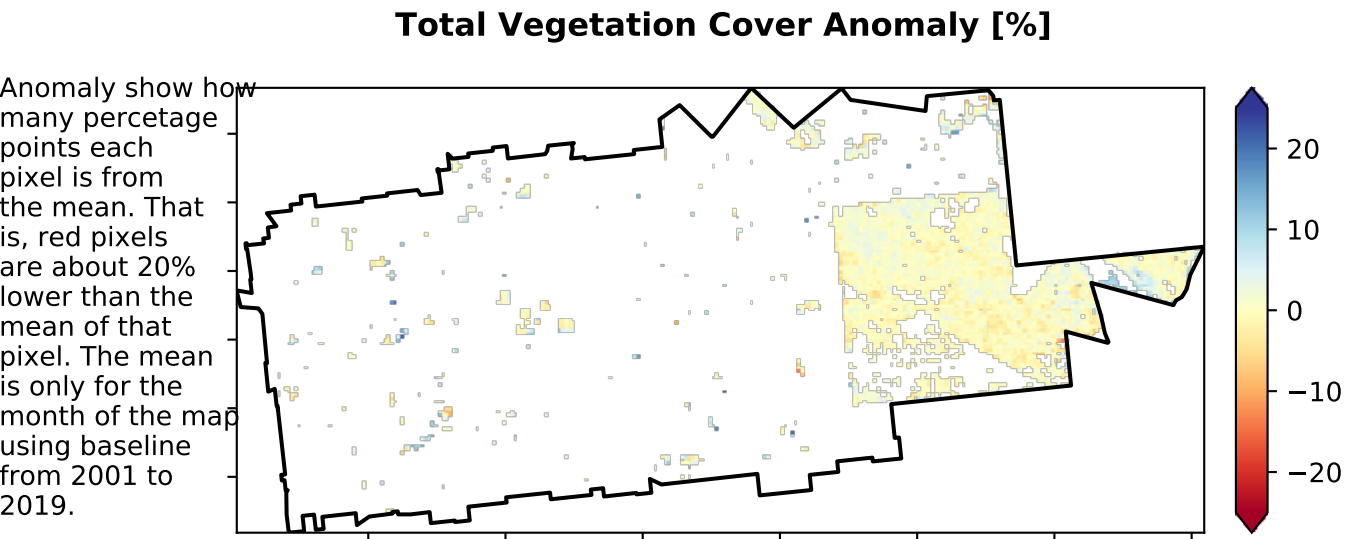 Total Vegetation Cover Anomaly [%]
Anomaly show how
many percetage
points each
pixel is from
the mean. That
is, red pixels
are about 20%
lower than the
mean of that
pixel. The mean
is only for the
month of the map
using baseline
from 2001 to
2019.
20
10
0
−10
−20